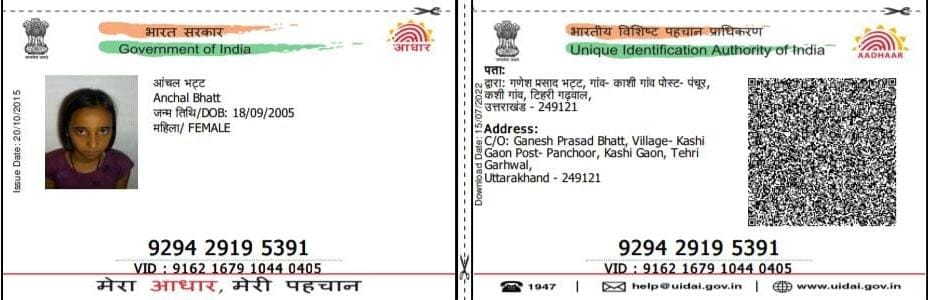 भारत सरकार
Government of India
आधार
Issue Date: 20/10/2015
आंचल भट्ट
Anchal Bhatt
जन्म तिथि/DOB: 18/09/2005
महिला/ FEMALE
9294 2919 5391
VID : 9162 1679 1044 0405
मेरा आधार, मेरी पहचान
भारतीय विशिष्ट पहचान प्राधिकरण
Unique Identification Authority of India
AADHAAR
Download Date: 15/07/2022
पता:
द्वारा: गणेश प्रसाद भट्ट, गांव- काशी गांव पोस्ट- पंचूर,
कशी गांव, टिहरी गढ़वाल,
उत्तराखंड - 249121
Address:
C/O: Ganesh Prasad Bhatt, Village- Kashi
Gaon Post- Panchoor, Kashi Gaon, Tehri
Garhwal,
Uttarakhand - 249121
9294 2919 5391
VID : 9162 1679 1044 0405
1947 | help@uidai.gov.in | www.uidai.gov.in